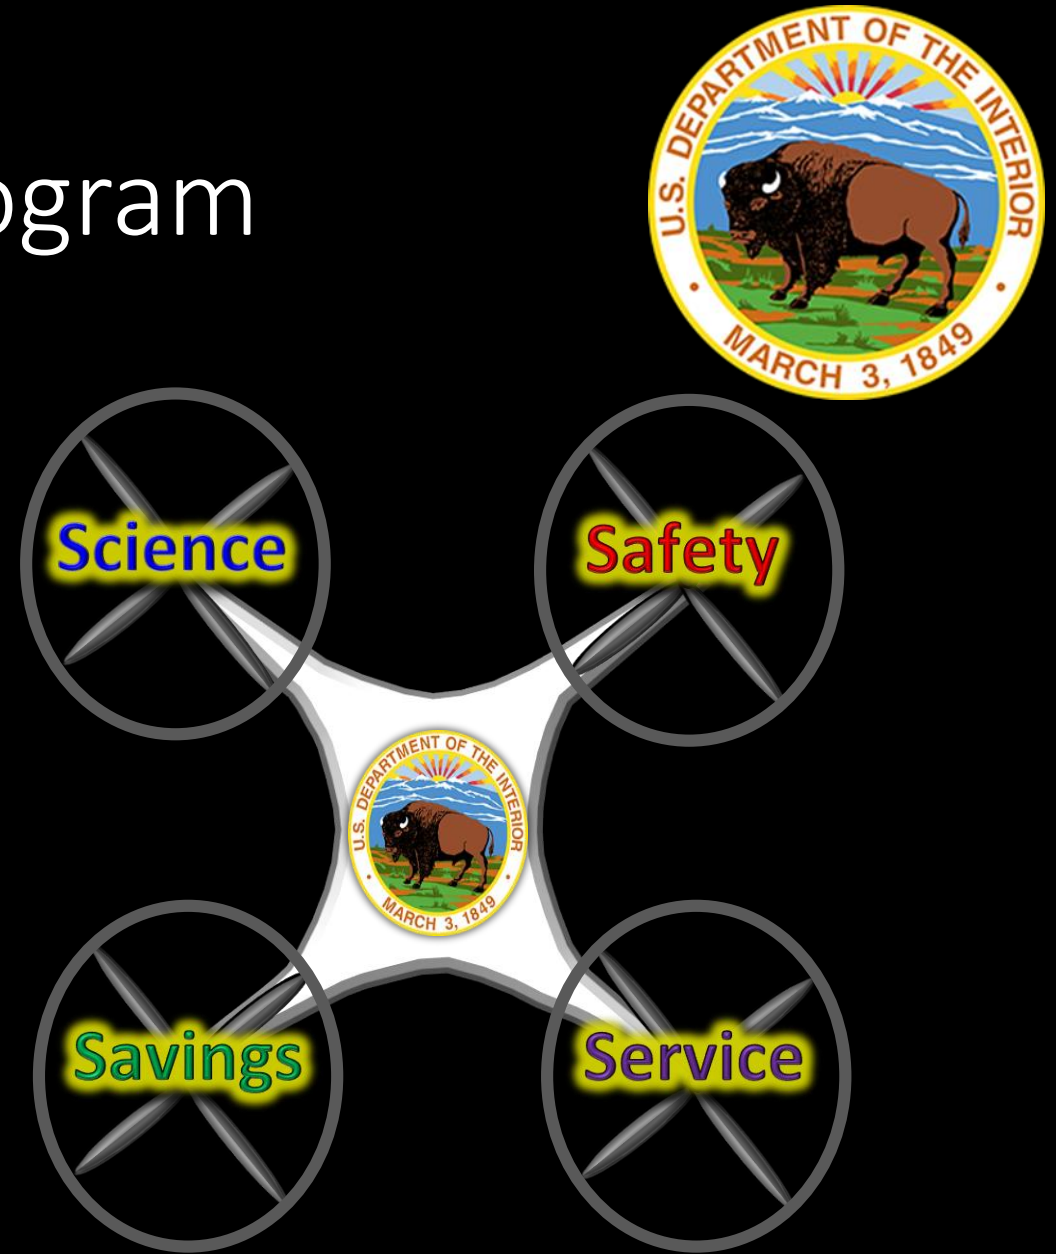 U.S. DEPARTMENT OF THE INTERIOR
MARCH 3, 1849
ogram
Science
Safety
U.S. DEPARTMENT OF THE INTERIOR
MARCH 3, 1849
Savings
Service